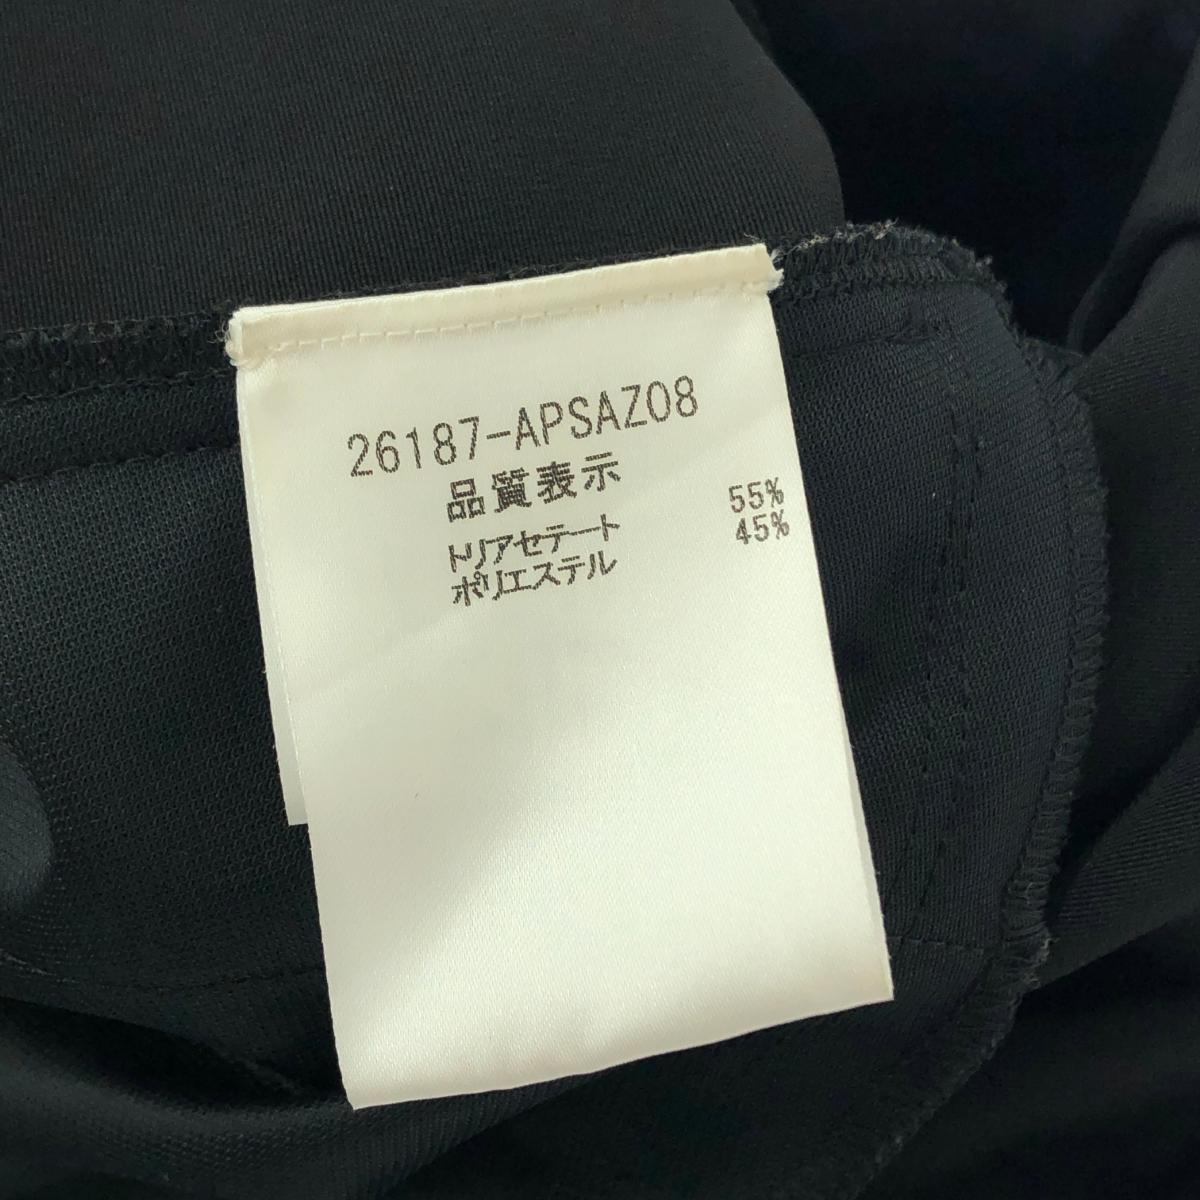 26187-APSAZ08
品質表示
トリアセテート 55%
ポリエステル 45%